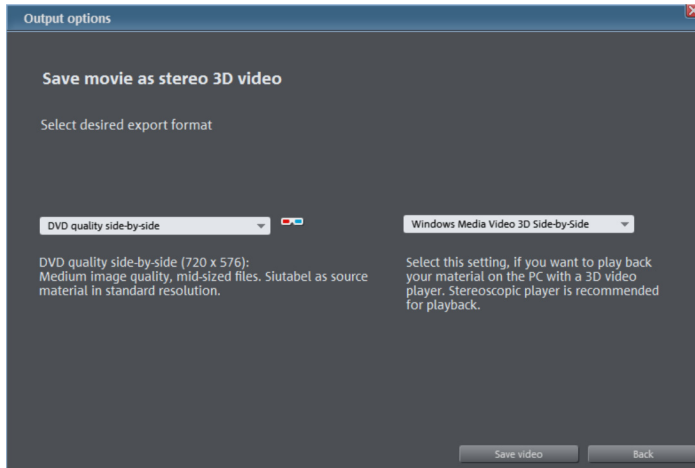 Output options
Save movie as stereo 3D video
Select desired export format
DVD quality side-by-side
Windows Media Video 3D Side-by-Side
DVD quality side-by-side (720 x 576):
Medium image quality, mid-sized files. Siutabel as source
material in standard resolution.
Select this setting, if you want to play back
your material on the PC with a 3D video
player. Stereoscopic player is recommended
for playback.
Save video
Back